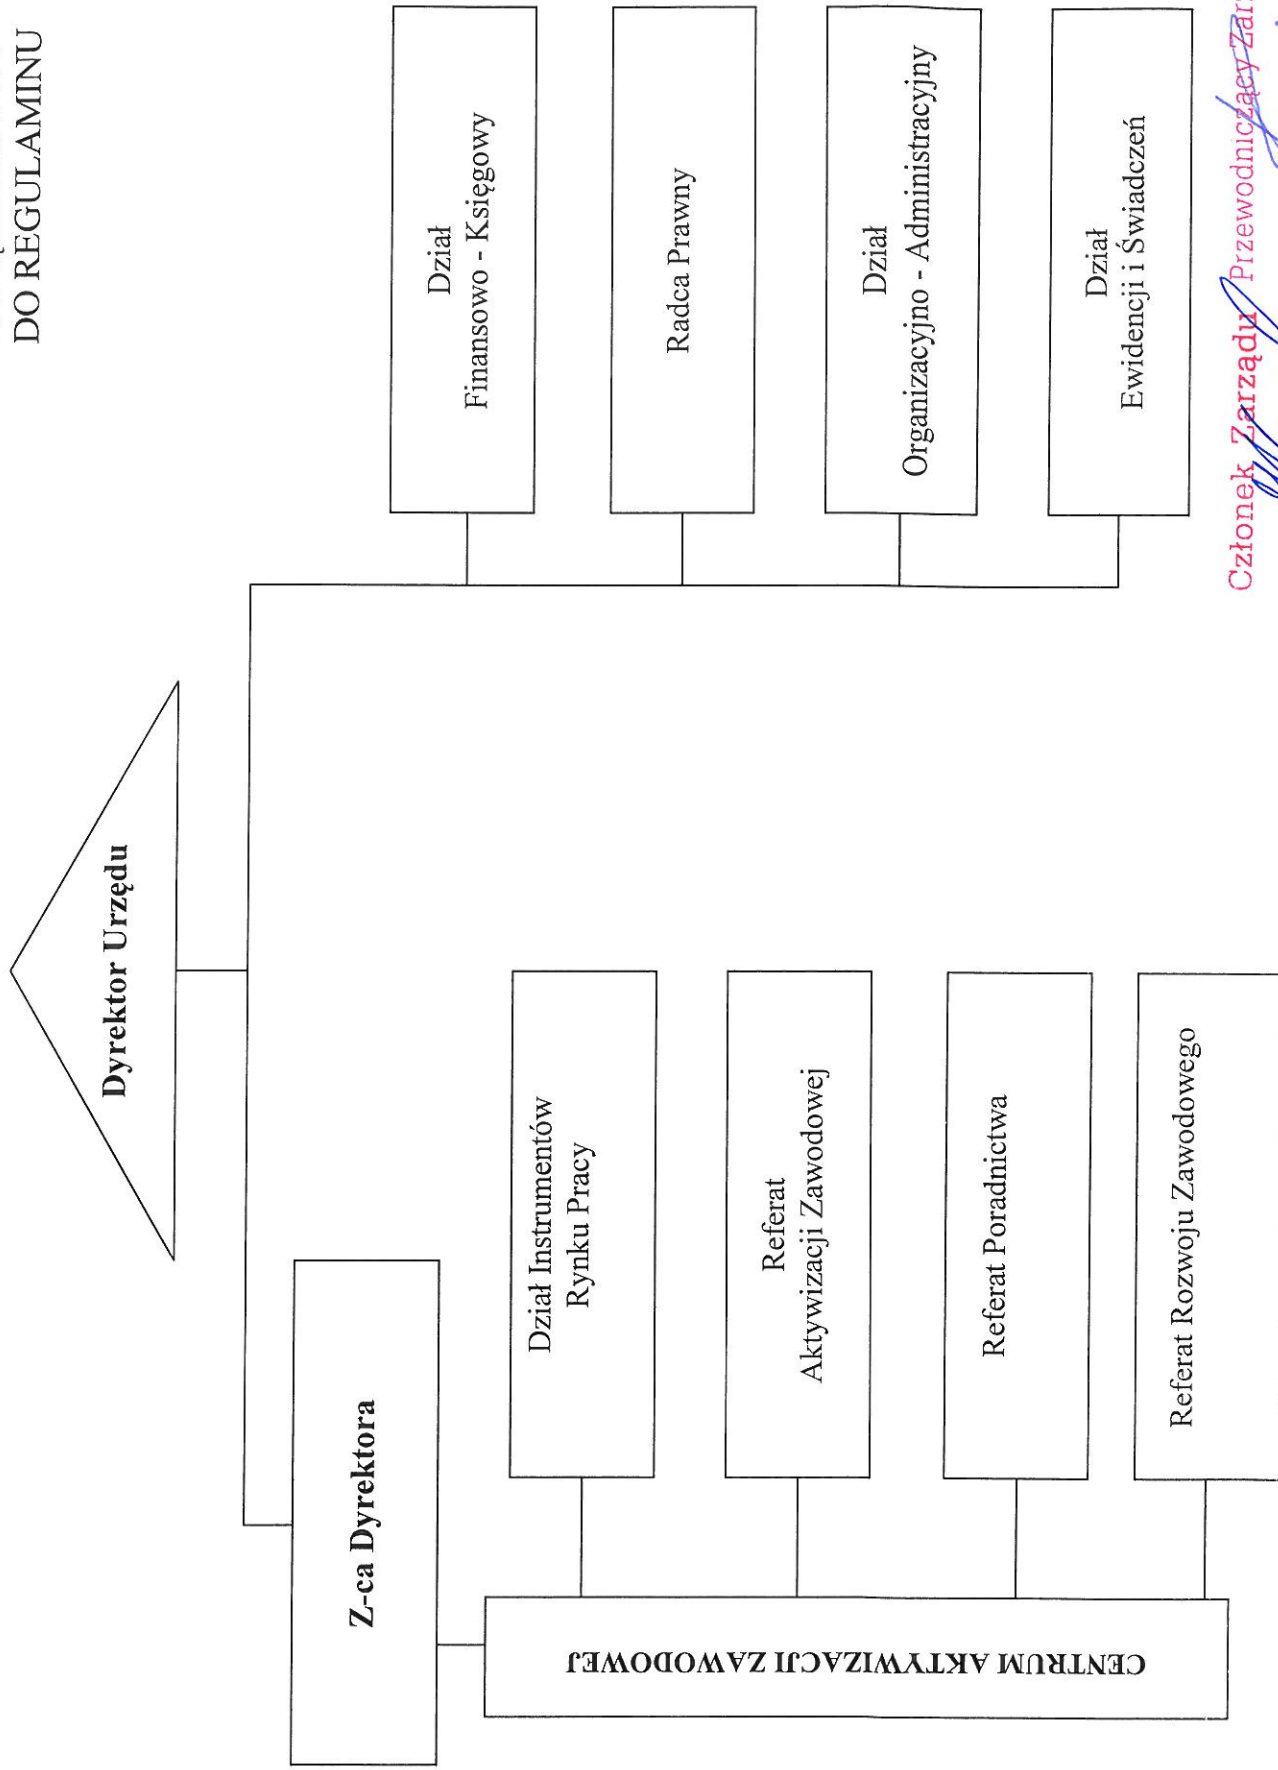 DO REGULAMINU
Dyrektor Urzędu
Z-ca Dyrektora
CENTRUM AKTYWIZACJI ZAWODOWEJ
Dział Instrumentów
Rynku Pracy
Referat
Aktywizacji Zawodowej
Referat Poradnictwa
Referat Rozwoju Zawodowego
Dział
Finansowo - Księgowy
Radca Prawny
Dział
Organizacyjno - Administracyjny
Dział
Ewidencji i Świadczeń
Członek Zarządu
Przewodniczący